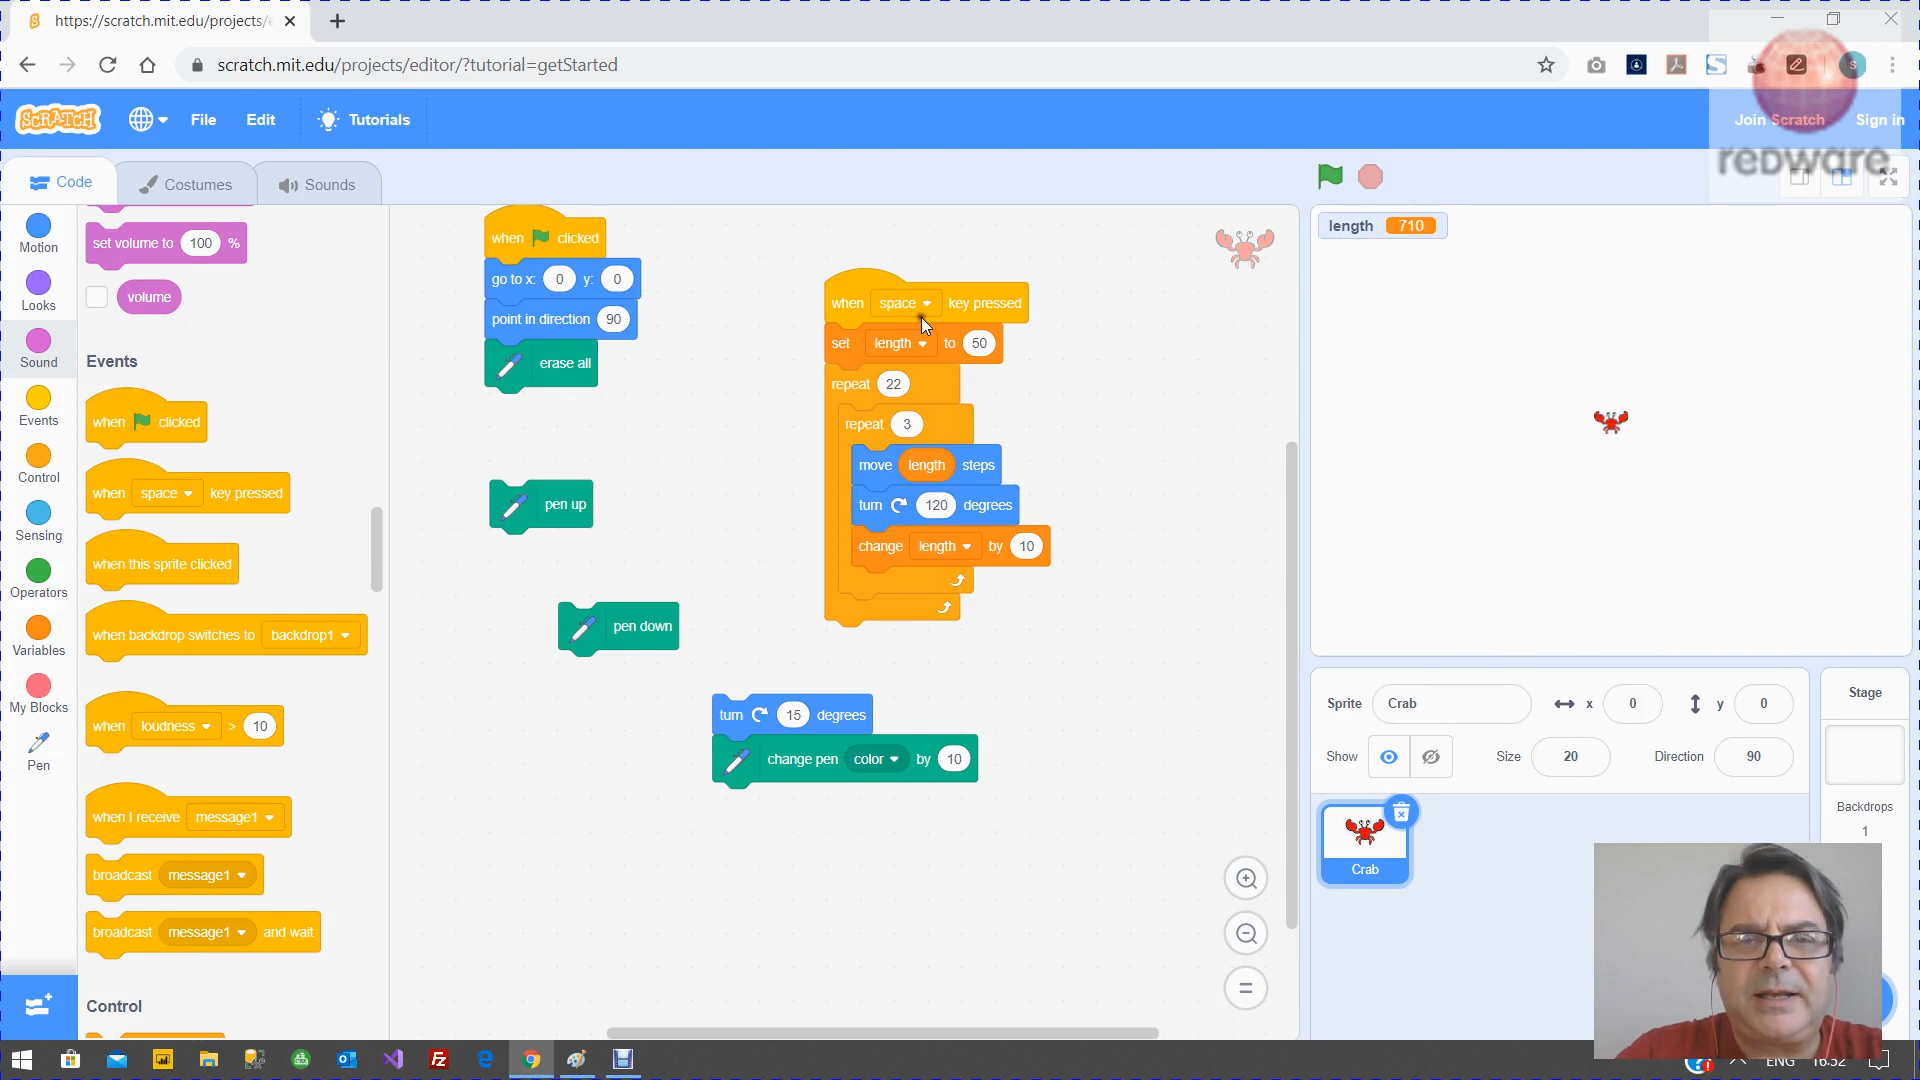 https://scratch.mit.edu/projects/e
scratch.mit.edu/projects/editor/?tutorial=getStarted
S
SCRATCH
File
Edit
Tutorials
Join Scratch
Sign in
redware
Code
Costumes
Sounds
Motion
Looks
Sound
Events
Control
Sensing
Operators
Variables
My Blocks
Pen
set volume to 100 %
volume
Events
when clicked
when space key pressed
when this sprite clicked
when backdrop switches to backdrop1
when loudness > 10
when I receive message1
broadcast message1
broadcast message1 and wait
Control
when clicked
go to x: 0 y: 0
point in direction 90
erase all
pen up
pen down
when space key pressed
set length to 50
repeat 22
repeat 3
move length steps
turn 120 degrees
change length by 10
turn 15 degrees
change pen color by 10
length 710
Sprite Crab x 0 y 0
Show Size 20 Direction 90
Crab
Stage
Backdrops
1
ENG 16:52